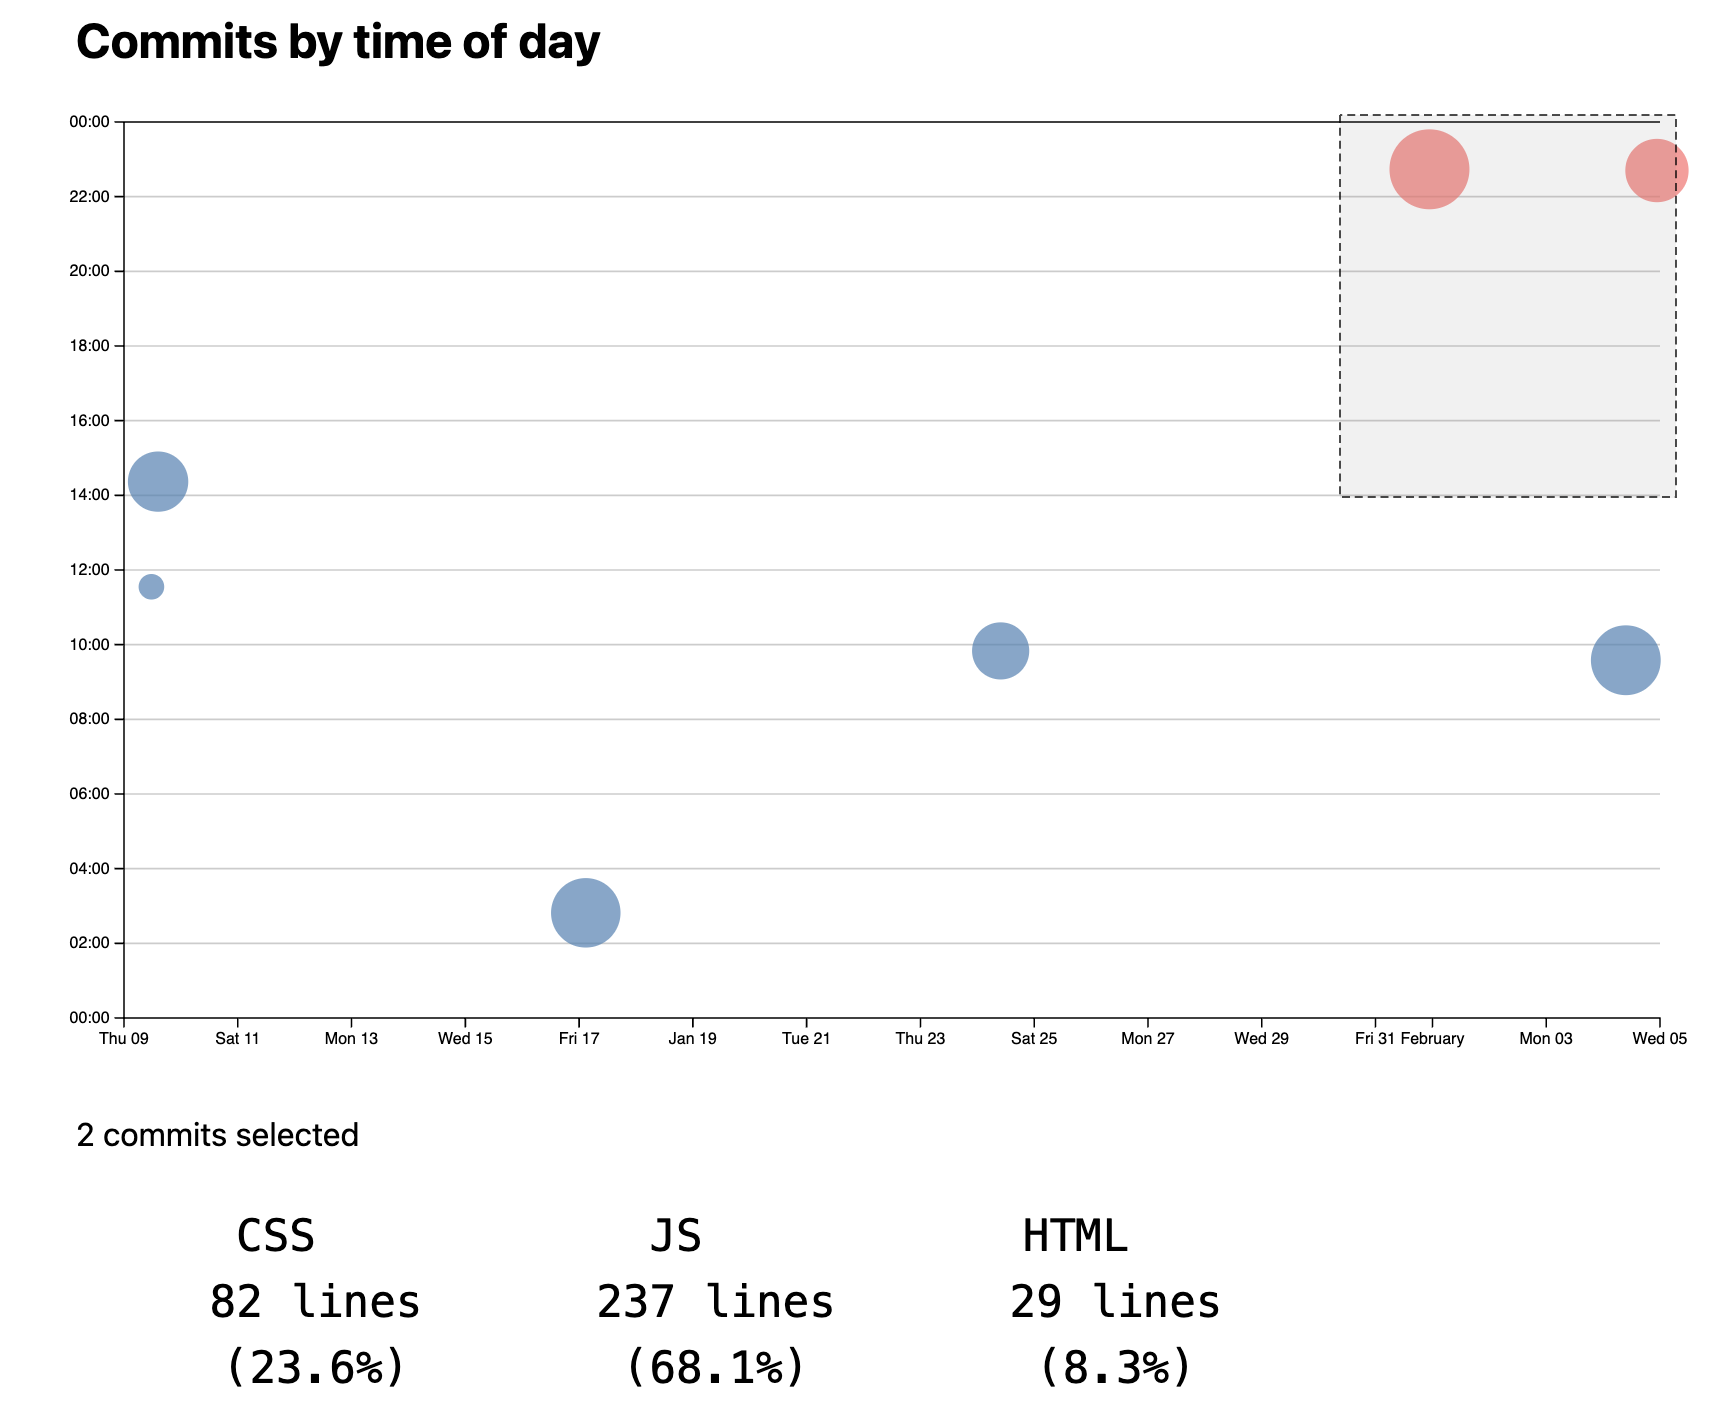 Commits by time of day
00:00
22:00
20:00
18:00
16:00
14:00
12:00
10:00
08:00
06:00
04:00
02:00
00:00
Thu 09 Sat 11 Mon 13 Wed 15 Fri 17 Jan 19 Tue 21 Thu 23 Sat 25 Mon 27 Wed 29 Fri 31 February Mon 03 Wed 05
2 commits selected
CSS JS HTML
82 lines 237 lines 29 lines
(23.6%) (68.1%) (8.3%)